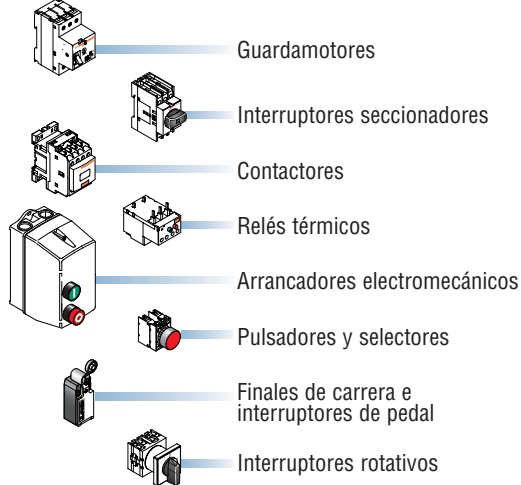 Guardamotores
Interruptores seccionadores
Contactores
Relés térmicos
Arrancadores electromecánicos
Pulsadores y selectores
Finales de carrera e
interruptores de pedal
Interruptores rotativos